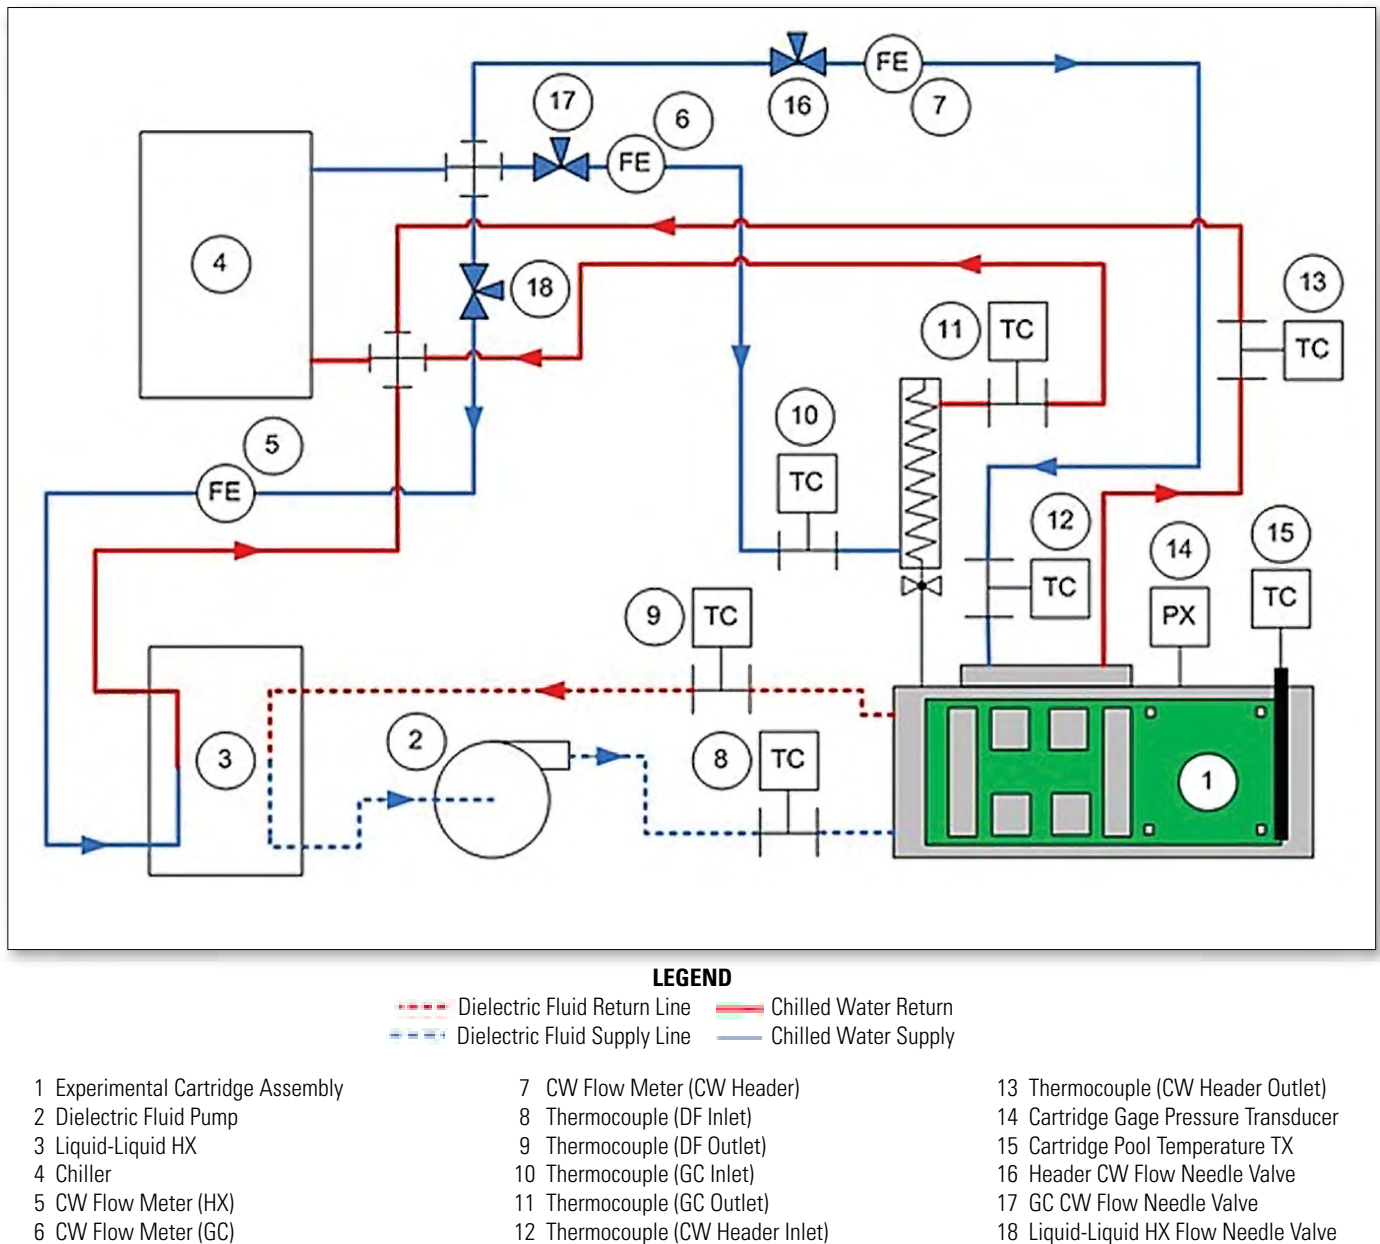 16
FE
7
17
6
FE
4
18
13
TC
11
TC
10
TC
5
FE
12
TC
14
PX
15
TC
9
TC
3
2
8
TC
1
LEGEND
Dielectric Fluid Return Line Chilled Water Return
Dielectric Fluid Supply Line Chilled Water Supply
1 Experimental Cartridge Assembly
2 Dielectric Fluid Pump
3 Liquid-Liquid HX
4 Chiller
5 CW Flow Meter (HX)
6 CW Flow Meter (GC)
7 CW Flow Meter (CW Header)
8 Thermocouple (DF Inlet)
9 Thermocouple (DF Outlet)
10 Thermocouple (GC Inlet)
11 Thermocouple (GC Outlet)
12 Thermocouple (CW Header Inlet)
13 Thermocouple (CW Header Outlet)
14 Cartridge Gage Pressure Transducer
15 Cartridge Pool Temperature TX
16 Header CW Flow Needle Valve
17 GC CW Flow Needle Valve
18 Liquid-Liquid HX Flow Needle Valve